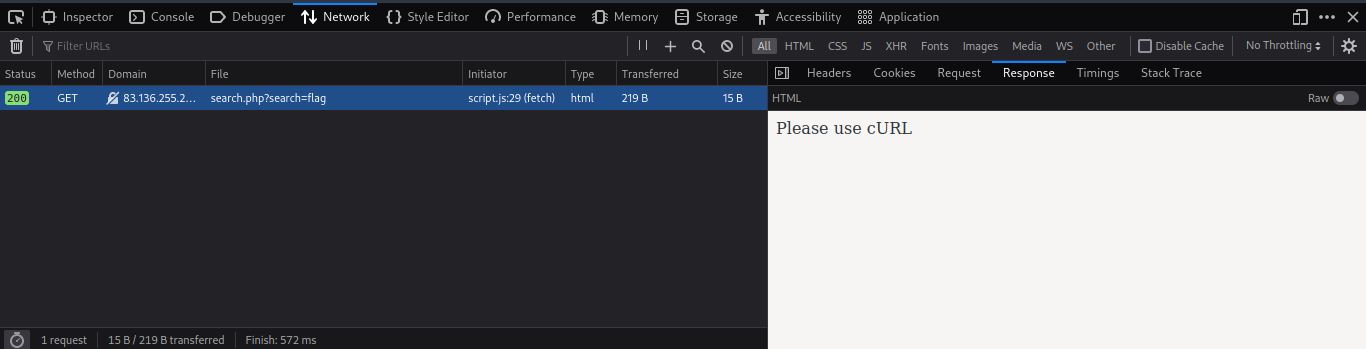 Inspector Console Debugger Network Style Editor Performance Memory Storage Accessibility Application
Filter URLs All HTML CSS JS XHR Fonts Images Media WS Other Disable Cache No Throttling
Status Method Domain File Initiator Type Transferred Size Headers Cookies Request Response Timings Stack Trace
200 GET 83.136.255.2... search.php?search=flag script.js:29 (fetch) html 219 B 15 B HTML Raw
Please use cURL
1 request 15 B / 219 B transferred Finish: 572 ms